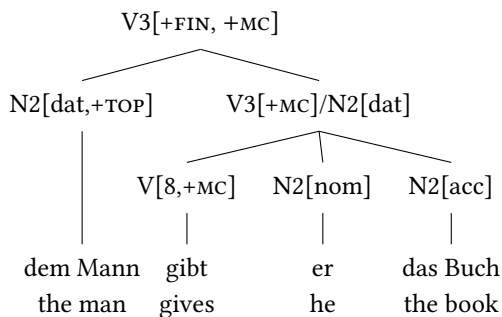 V3[+FIN, +MC]
N2[dat,+TOP] V3[+MC]/N2[dat]
V[8,+MC] N2[nom] N2[acc]
dem Mann gibt er das Buch
the man gives he the book